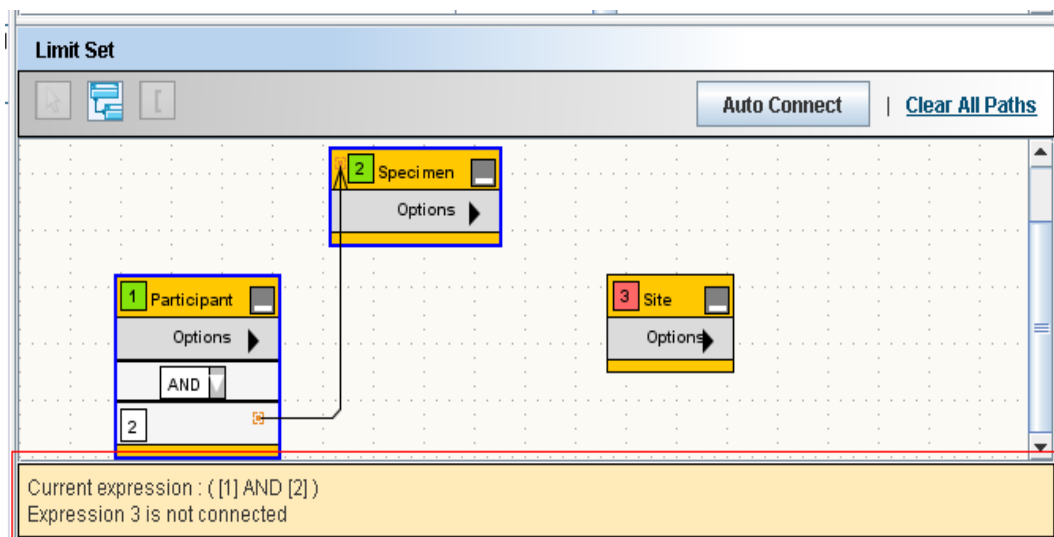 Limit Set
Auto Connect | Clear All Paths
2 Specimen
Options
1 Participant
Options
AND
2
3 Site
Options
Current expression : ( [1] AND [2] )
Expression 3 is not connected